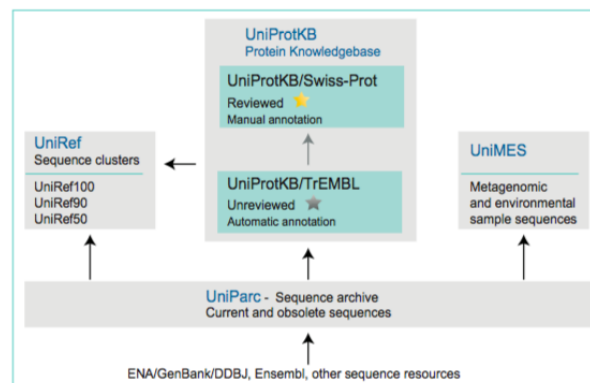 UniProtKB
Protein Knowledgebase
UniProtKB/Swiss-Prot
Reviewed
Manual annotation
UniRef
Sequence clusters
UniRef100
UniRef90
UniRef50
UniProtKB/TrEMBL
Unreviewed
Automatic annotation
UniMES
Metagenomic
and environmental
sample sequences
UniParc - Sequence archive
Current and obsolete sequences
ENA/GenBank/DDBJ, Ensembl, other sequence resources